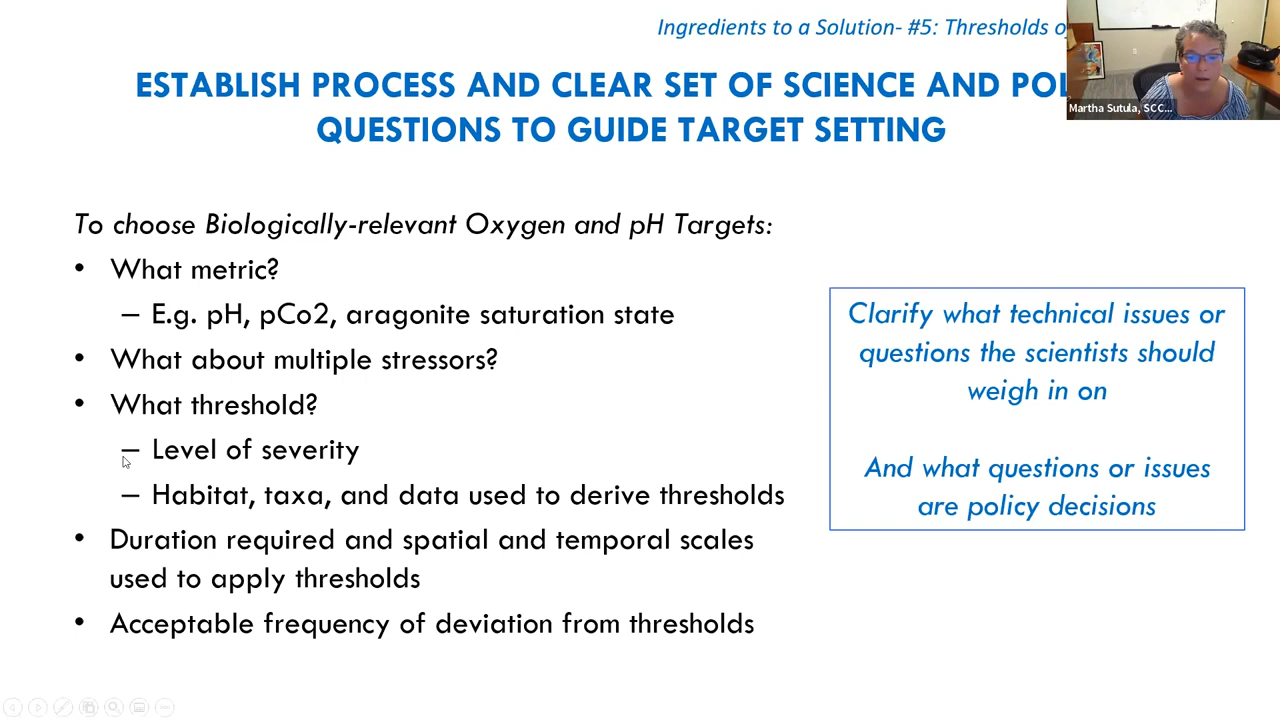 Ingredients to a Solution- #5: Thresholds
ESTABLISH PROCESS AND CLEAR SET OF SCIENCE AND
QUESTIONS TO GUIDE TARGET SETTING
Martha Sutula, SCC...
To choose Biologically-relevant Oxygen and pH Targets:
• What metric?
– E.g. pH, pCo2, aragonite saturation state
• What about multiple stressors?
• What threshold?
– Level of severity
– Habitat, taxa, and data used to derive thresholds
• Duration required and spatial and temporal scales
used to apply thresholds
• Acceptable frequency of deviation from thresholds
Clarify what technical issues or
questions the scientists should
weigh in on
And what questions or issues
are policy decisions